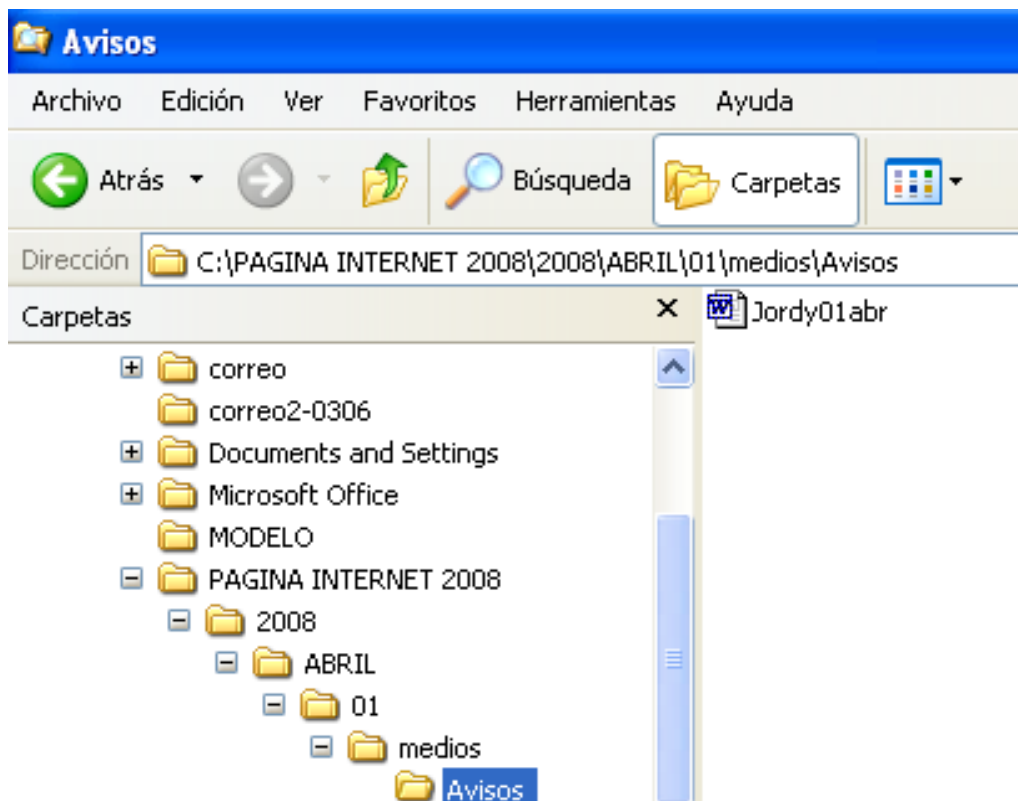 Avisos
Archivo Edición Ver Favoritos Herramientas Ayuda
Atrás Búsqueda Carpetas
Dirección C:\PAGINA INTERNET 2008\2008\ABRIL\01\medios\Avisos
Carpetas
Jordy01abr
correo
correo2-0306
Documents and Settings
Microsoft Office
MODELO
PAGINA INTERNET 2008
2008
ABRIL
01
medios
Avisos